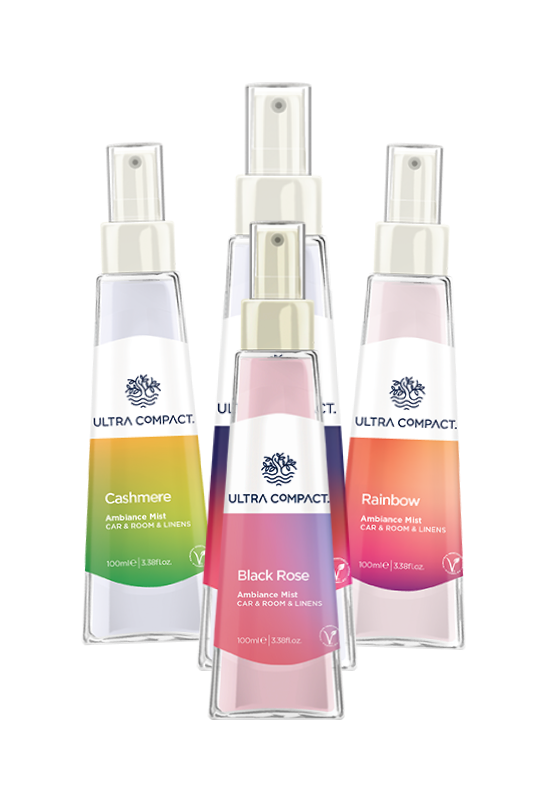 ULTRA COMPACT.
Cashmere
Ambiance Mist
CAR & ROOM & LINENS
100ml℮ | 3.38fl.oz.
UL
T.
ULTRA COMPACT.
Black Rose
Ambiance Mist
CAR & ROOM & LINENS
100ml℮ | 3.38fl.oz.
ULTRA COMPACT.
Rainbow
Ambiance Mist
CAR & ROOM & LINENS
100ml℮ | 3.38fl.oz.